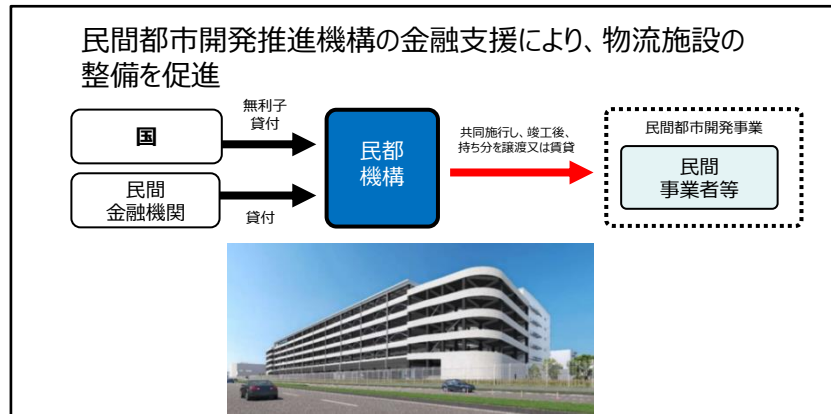 民間都市開発推進機構の金融支援により、物流施設の
整備を促進
無利子
貸付
国
民間
金融機関
貸付
民都
機構
共同施行し、竣工後、
持ち分を譲渡又は賃貸
民間都市開発事業
民間
事業者等